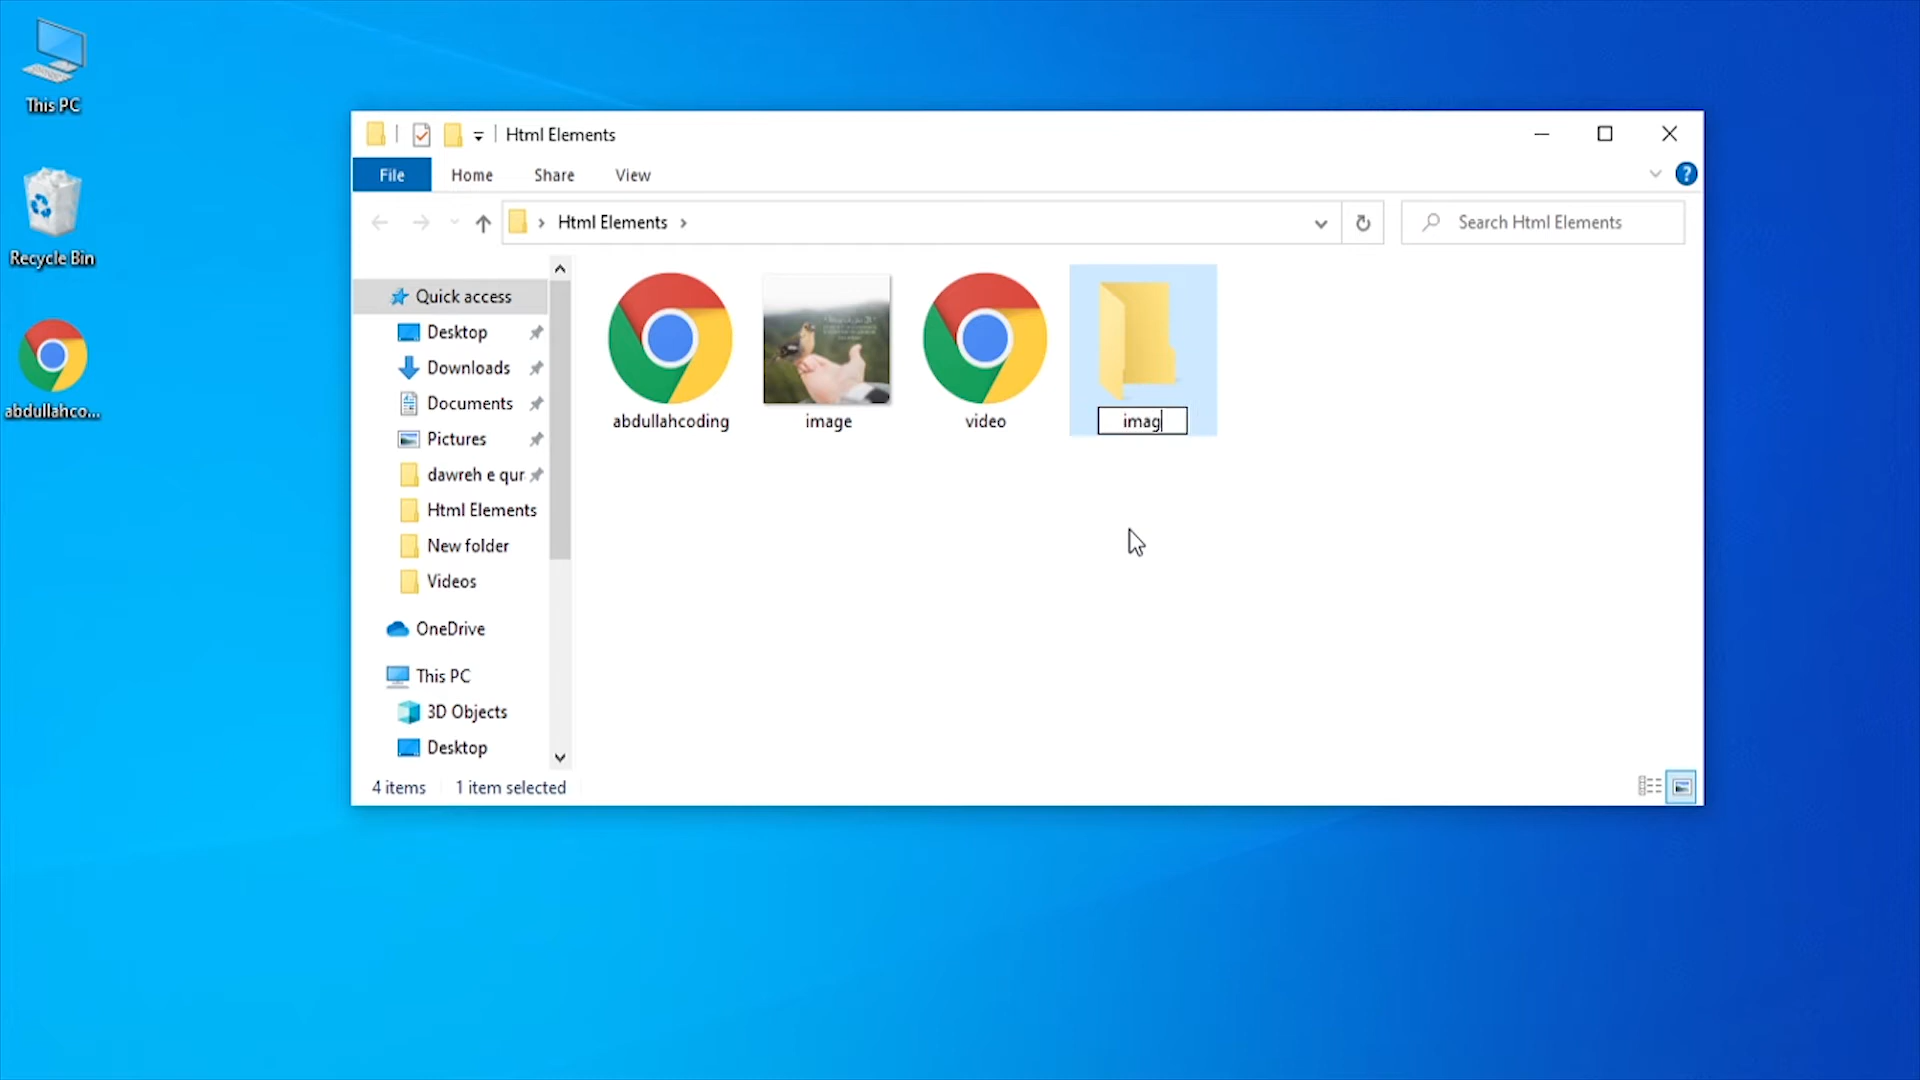 This PC
Recycle Bin
abdullahco...
Html Elements
File Home Share View
?
Html Elements
Search Html Elements
Quick access
Desktop
Downloads
Documents
Pictures
dawreh e qur
Html Elements
New folder
Videos
OneDrive
This PC
3D Objects
Desktop
abdullahcoding
image
video
imag
4 items 1 item selected